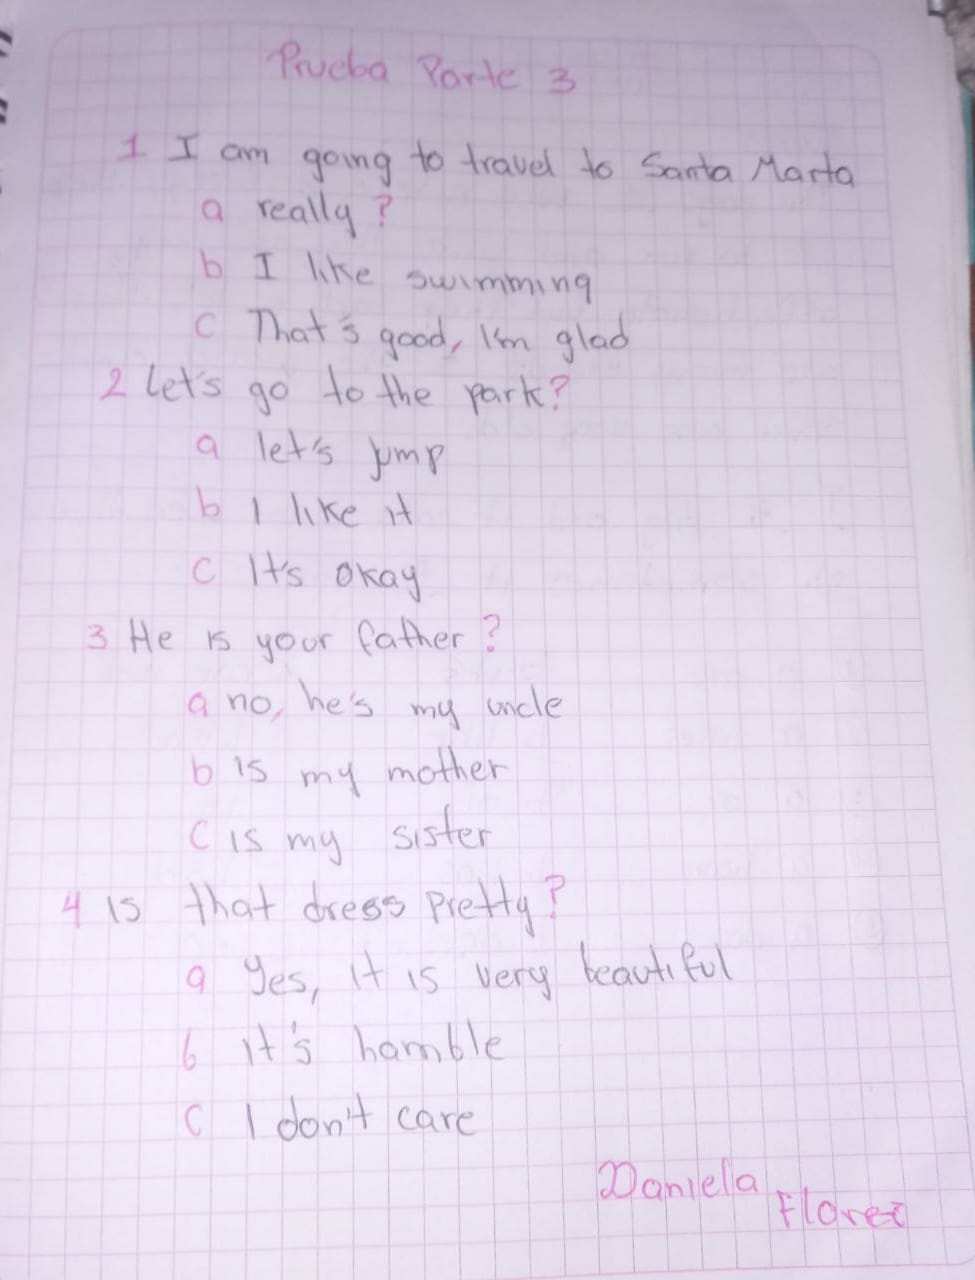 Prueba Parte 3
1 I am going to travel to Santa Marta
a really?
b I like swimming
c That's good, I'm glad
2 let's go to the park?
a let's jump
b I like it
c It's okay
3 He is your father?
a no, he's my uncle
b is my mother
c is my sister
4 is that dress pretty?
a Yes, it is very beautiful
b it's
c I don't care
Daniela
Florez